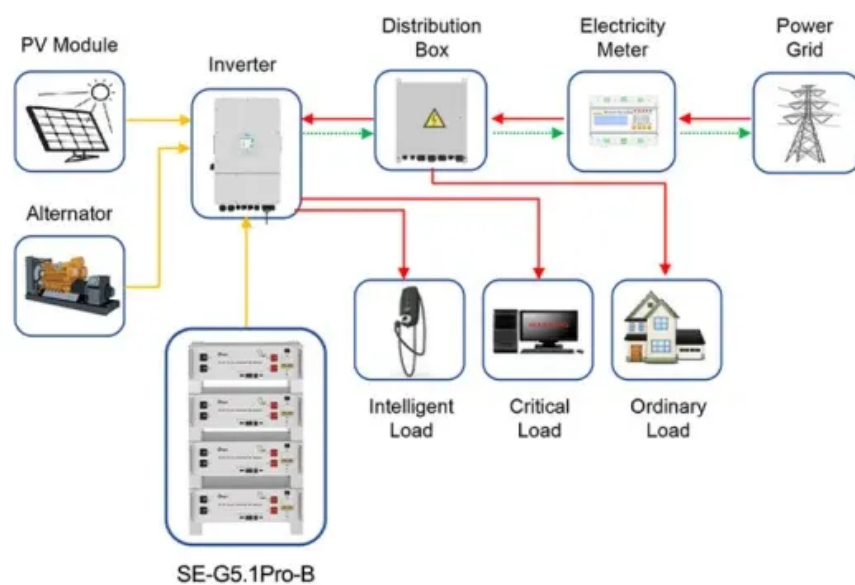 PV Module
Inverter
Distribution
Box
Electricity
Meter
Power
Grid
Alternator
Intelligent
Load
Critical
Load
Ordinary
Load
SE-G5.1Pro-B